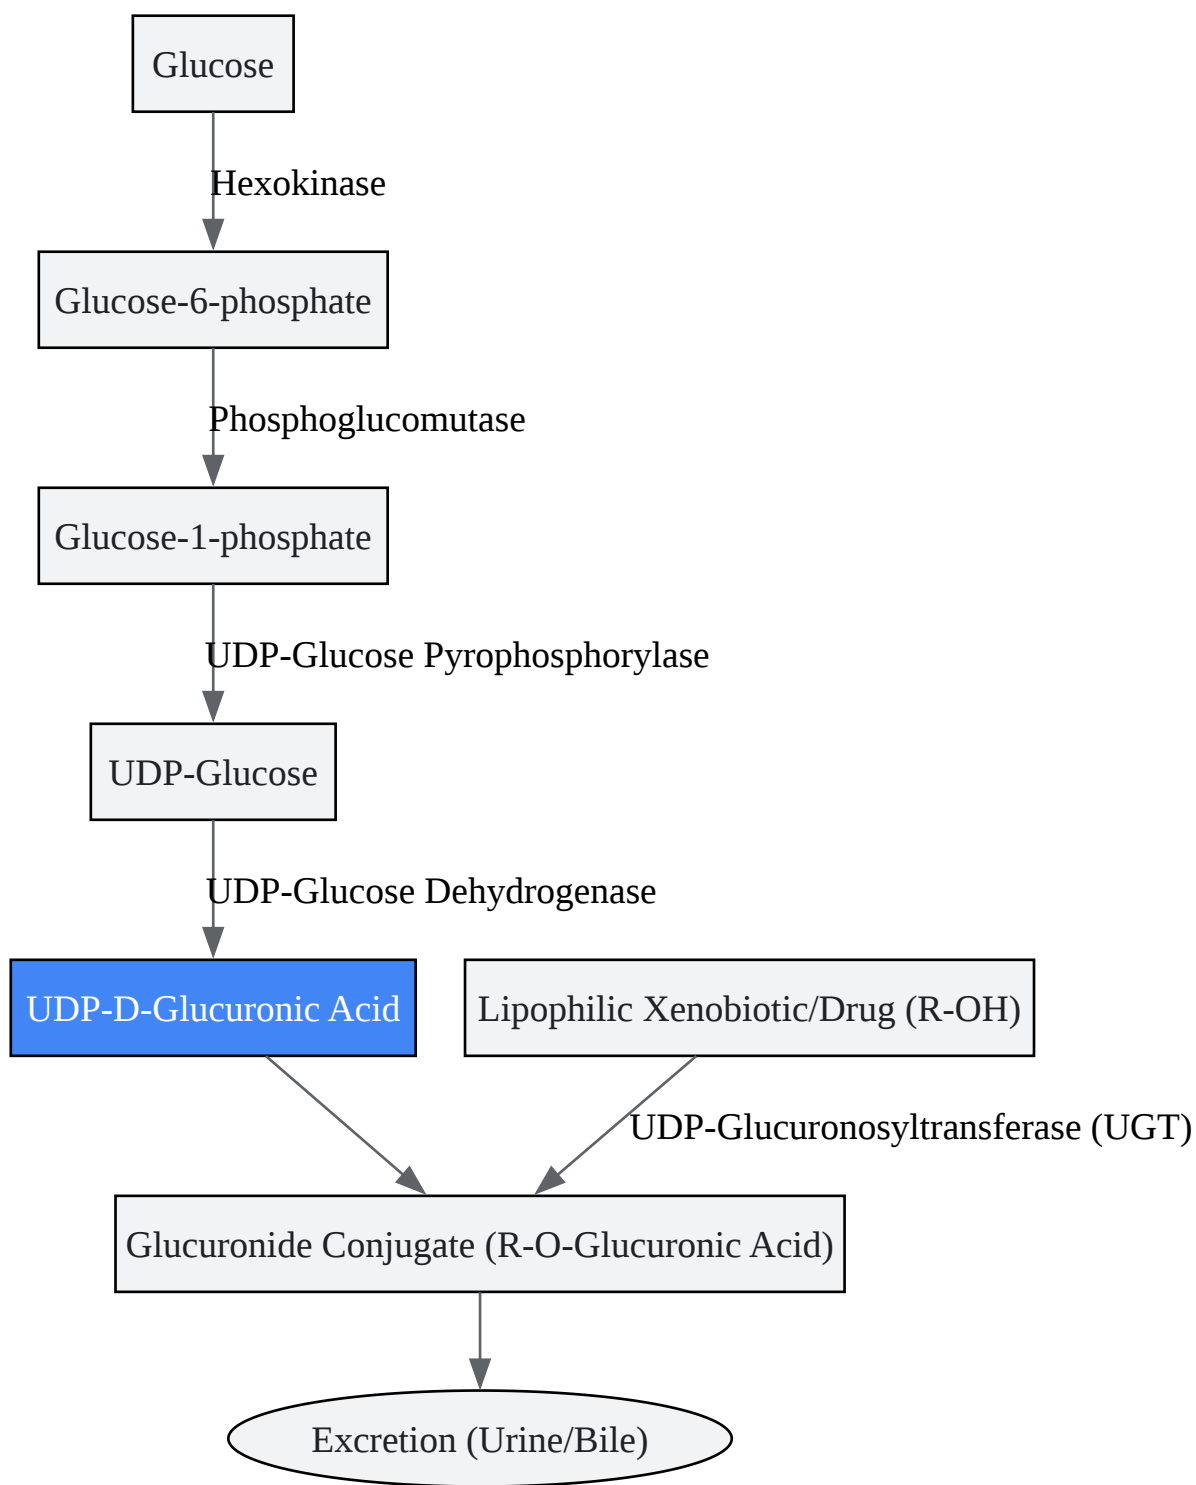 Glucose
Hexokinase
Glucose-6-phosphate
Phosphoglucomutase
Glucose-1-phosphate
UDP-Glucose Pyrophosphorylase
UDP-Glucose
UDP-Glucose Dehydrogenase
UDP-D-Glucuronic Acid
Lipophilic Xenobiotic/Drug (R-OH)
UDP-Glucuronosyltransferase (UGT)
Glucuronide Conjugate (R-O-Glucuronic Acid)
Excretion (Urine/Bile)